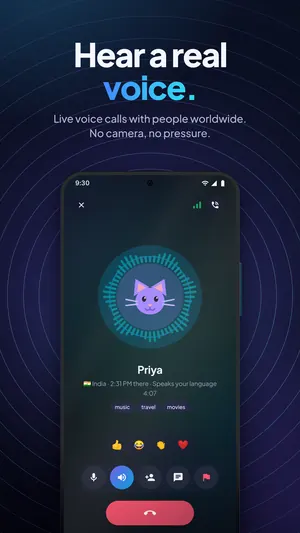 Hear a real
voice.
Live voice calls with people worldwide.
No camera, no pressure.
9:30
Priya
🇮🇳 India · 2:31 PM there · Speaks your language
4:07
music travel movies